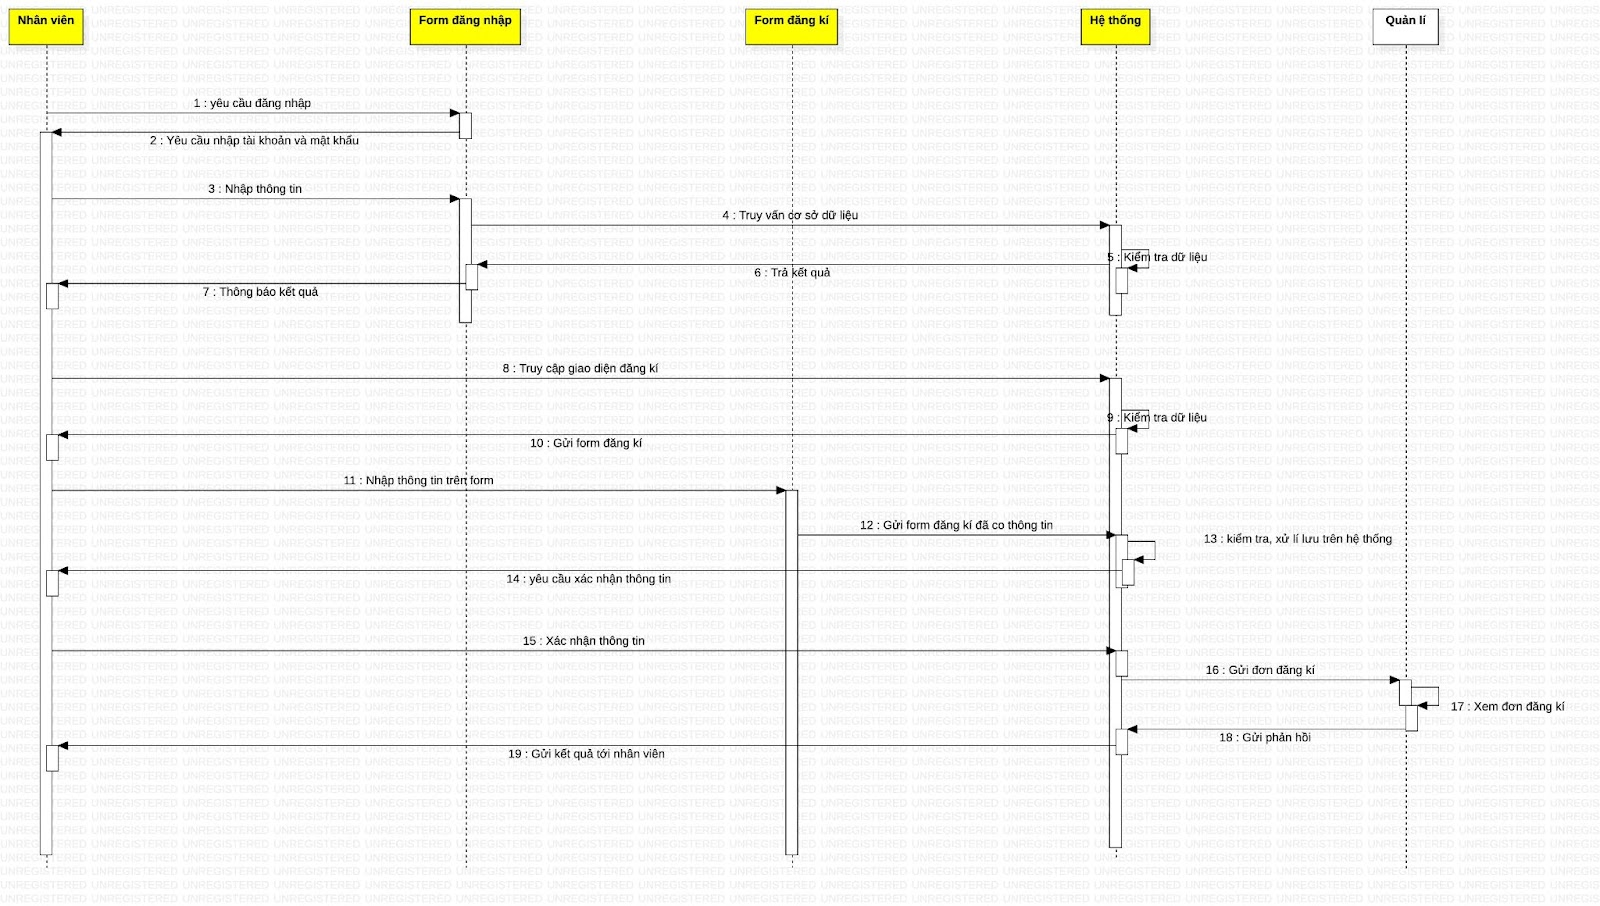 Nhân viên
Form đăng nhập
Form đăng kí
Hệ thống
Quản lí
1 : yêu cầu đăng nhập
2 : Yêu cầu nhập tài khoản và mật khẩu
3 : Nhập thông tin
4 : Truy vấn cơ sở dữ liệu
5 : Kiểm tra dữ liệu
6 : Trả kết quả
7 : Thông báo kết quả
8 : Truy cập giao diện đăng kí
9 : Kiểm tra dữ liệu
10 : Gửi form đăng kí
11 : Nhập thông tin trên form
12 : Gửi form đăng kí đã co thông tin
13 : kiểm tra, xử lí lưu trên hệ thống
14 : yêu cầu xác nhận thông tin
15 : Xác nhận thông tin
16 : Gửi đơn đăng kí
17 : Xem đơn đăng kí
18 : Gửi phản hồi
19 : Gửi kết quả tới nhân viên
UNREGISTERED